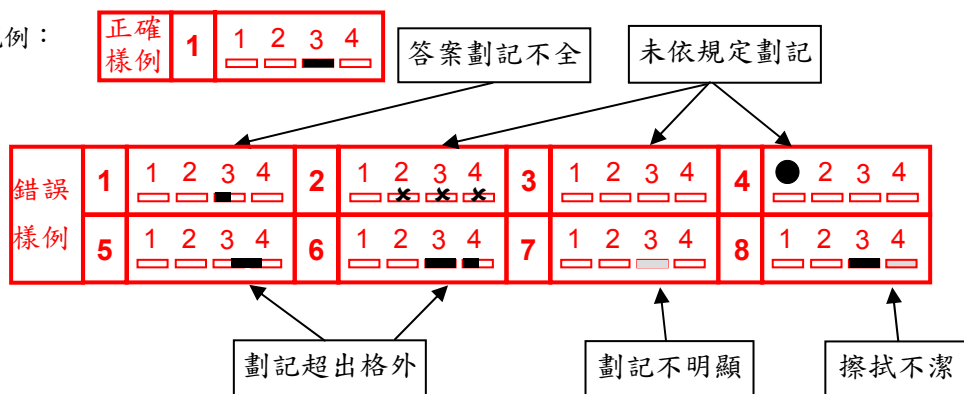 例：
正確
樣例
1
1 2 3 4
答案劃記不全
未依規定劃記
錯誤
樣例
1
1 2 3 4
2
1 2 3 4
3
1 2 3 4
4
2 3 4
5
1 2 3 4
6
1 2 3 4
7
1 2 3 4
8
1 2 3 4
劃記超出格外
劃記不明顯
擦拭不潔